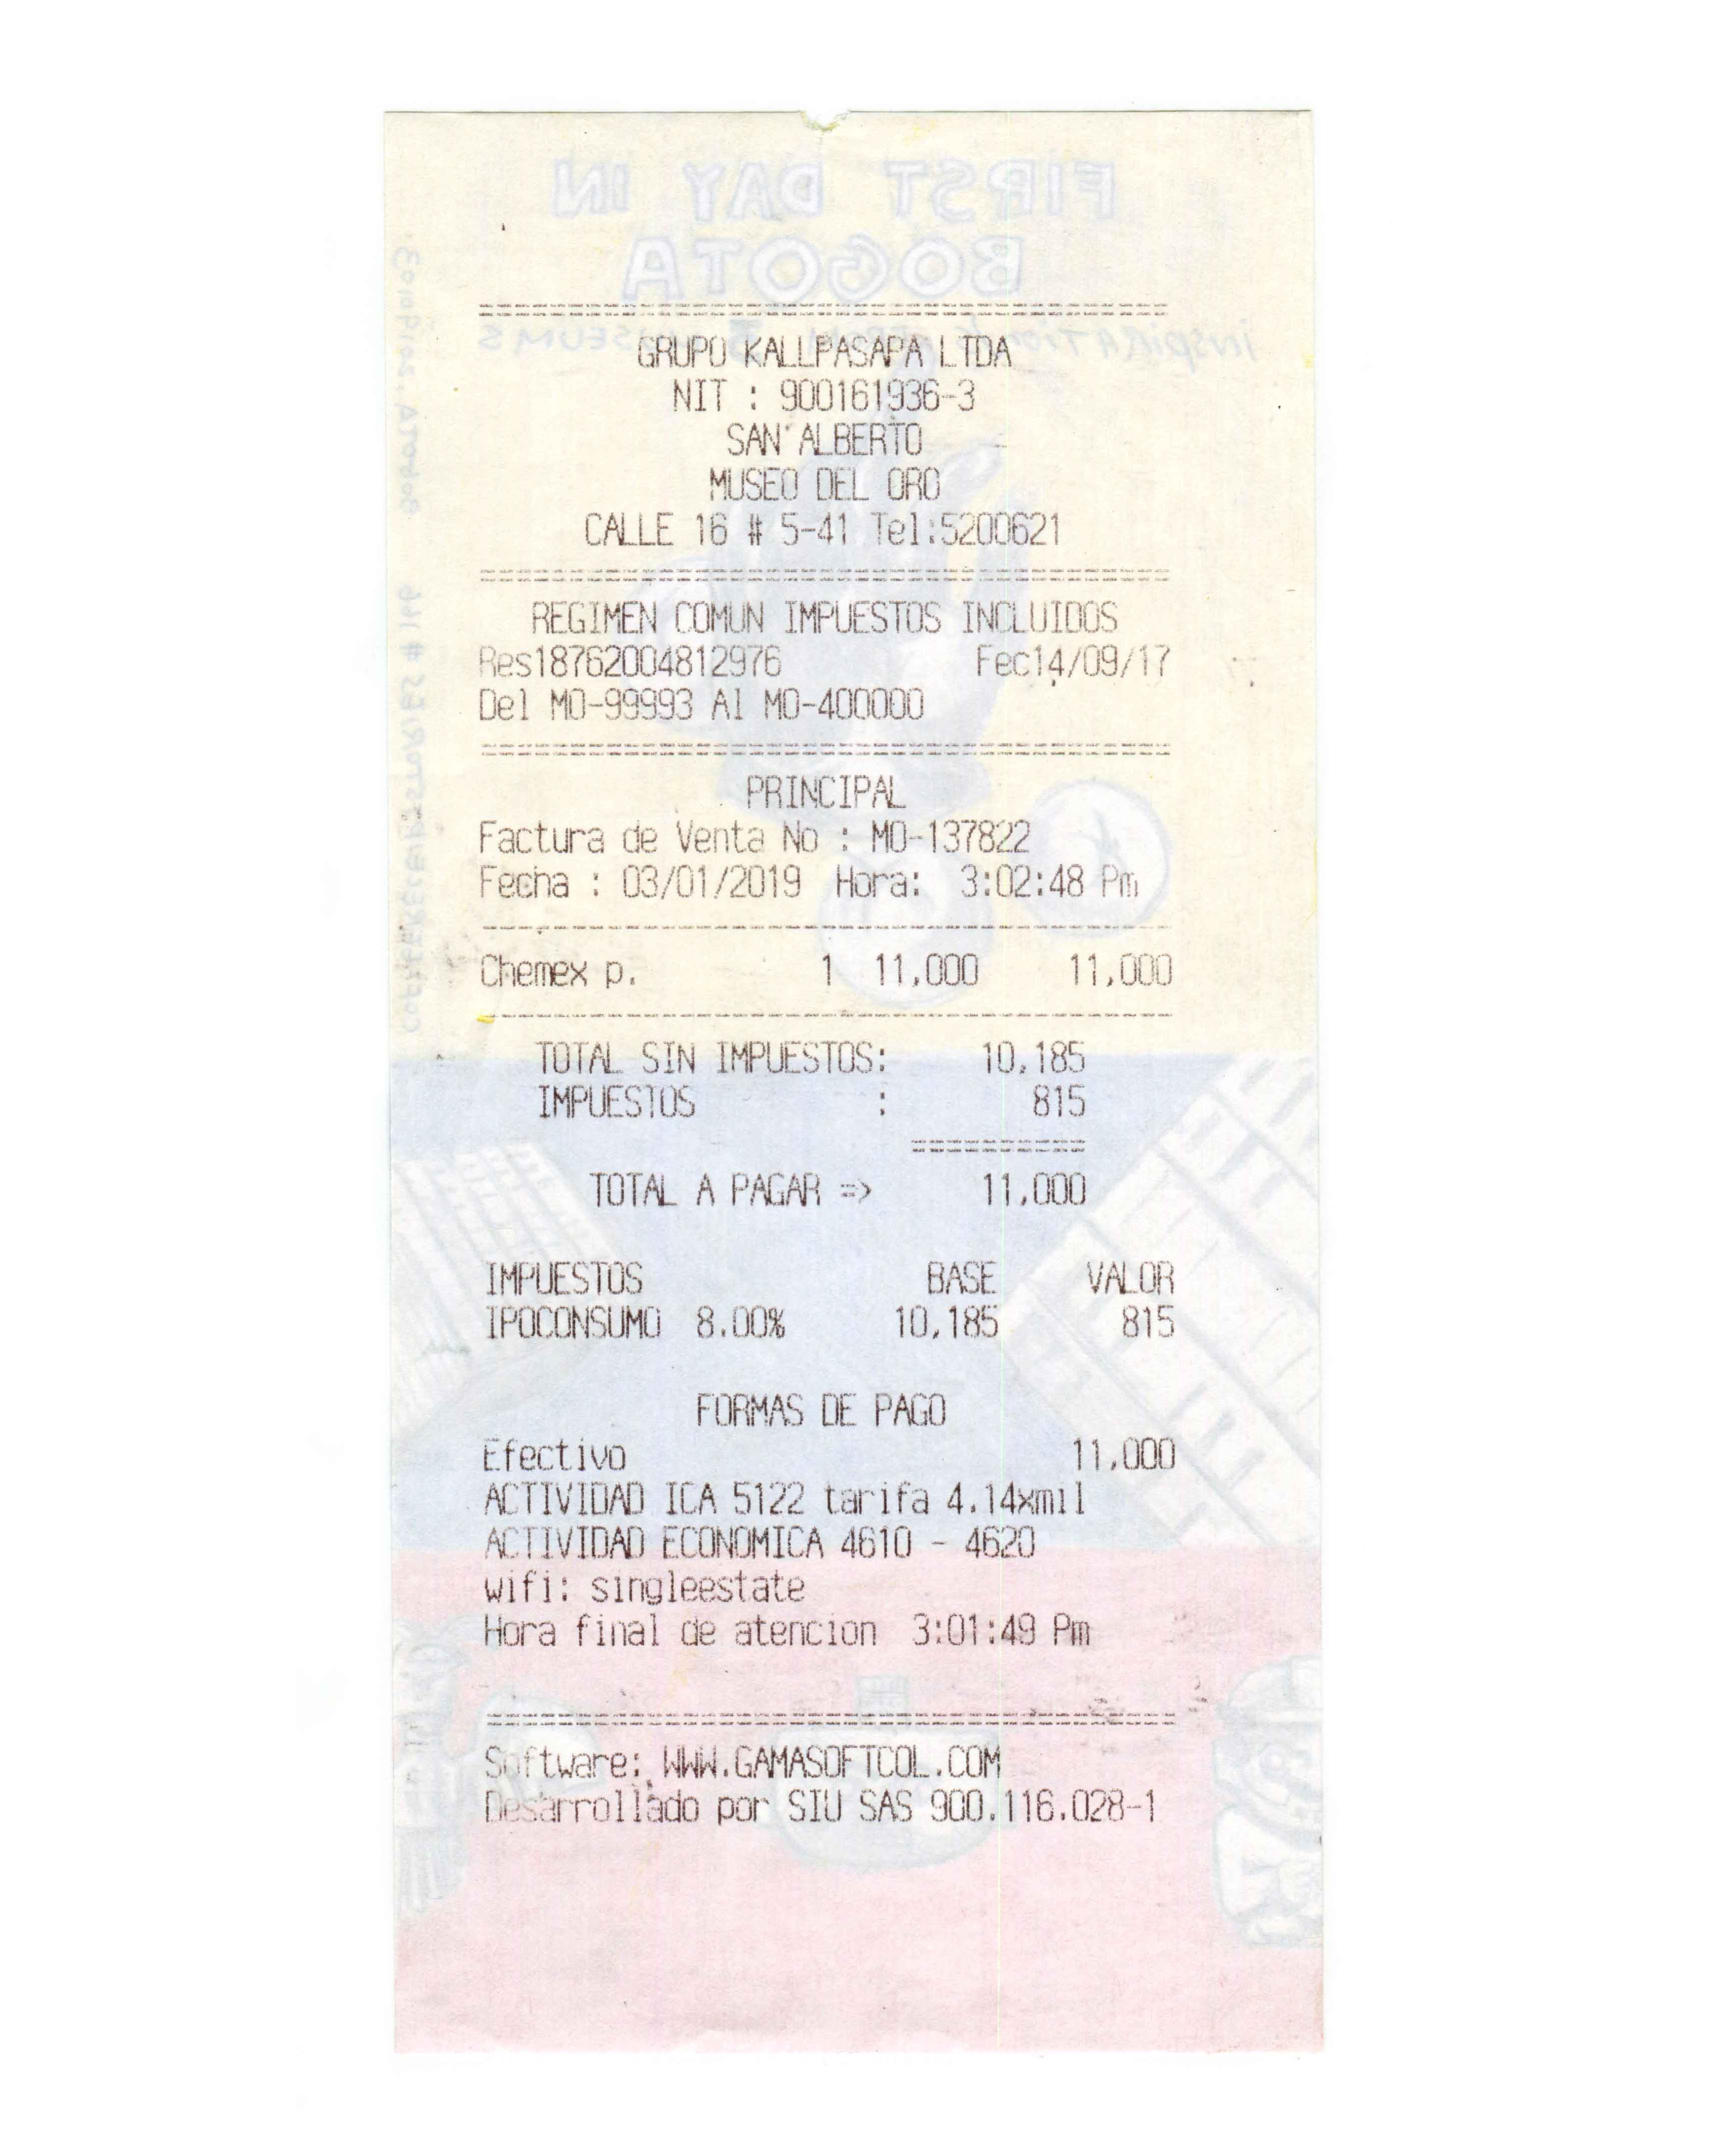 FIRST DAY IN
BOGOTA
GRUPO KALLPASAPA LTDA
NIT : 900161936-3
SAN ALBERTO
MUSEO DEL ORO
CALLE 16 # 5-41 Tel:5200621
REGIMEN COMUN IMPUESTOS INCLUIDOS
Res18762004812976 Fec14/09/17
Del MO-99993 Al MO-400000
PRINCIPAL
Factura de Venta No : MO-137822
Fecha : 03/01/2019 Hora: 3:02:48 Pm
Chemex p. 1 11,000 11,000
TOTAL SIN IMPUESTOS: 10,185
IMPUESTOS : 815
TOTAL A PAGAR => 11,000
IMPUESTOS BASE VALOR
IPOCONSUMO 8.00% 10,185 815
FORMAS DE PAGO
Efectivo 11,000
ACTIVIDAD ICA 5122 tarifa 4.14xmil
ACTIVIDAD ECONOMICA 4610 - 4620
wifi: singleestate
Hora final de atencion 3:01:49 Pm
Software: WWW.GAMASOFTCOL.COM
Desarrollado por SIU SAS 900.116.028-1